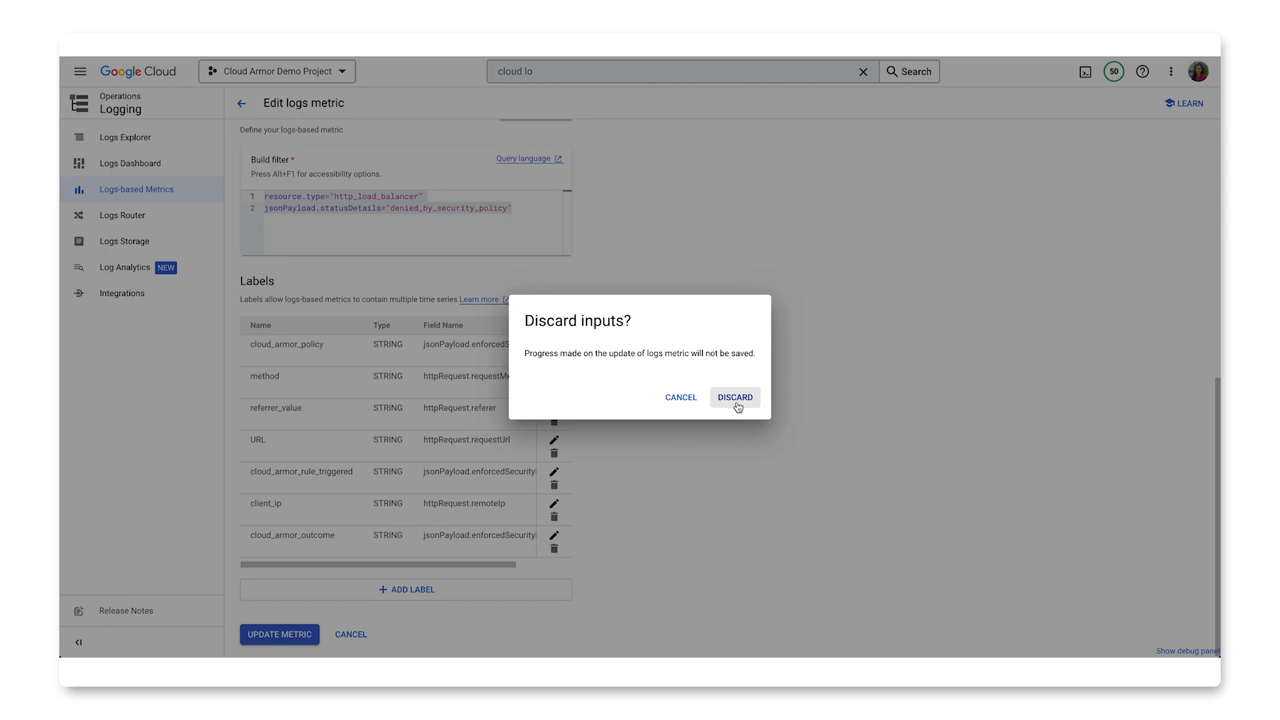 Google Cloud
Cloud Armor Demo Project
cloud lo
Search
50
Operations
Logging
Edit logs metric
LEARN
Logs Explorer
Logs Dashboard
Logs-based Metrics
Logs Router
Logs Storage
Log Analytics NEW
Integrations
Release Notes
Define your logs-based metric
Build filter *
Query language
Press Alt+F1 for accessibility options.
1 resource.type="http_load_balancer"
2 jsonPayload.statusDetails="denied_by_security_policy"
Labels
Labels allow logs-based metrics to contain multiple time series Learn more
Name Type Field Name
cloud_armor_policy STRING jsonPayload.enforcedS
method STRING httpRequest.requestM
referrer_value STRING httpRequest.referer
URL STRING httpRequest.requestUrl
cloud_armor_rule_triggered STRING jsonPayload.enforcedSecurity
client_ip STRING httpRequest.remoteIp
cloud_armor_outcome STRING jsonPayload.enforcedSecurity
+ ADD LABEL
UPDATE METRIC CANCEL
Discard inputs?
Progress made on the update of logs metric will not be saved.
CANCEL DISCARD
Show debug panel